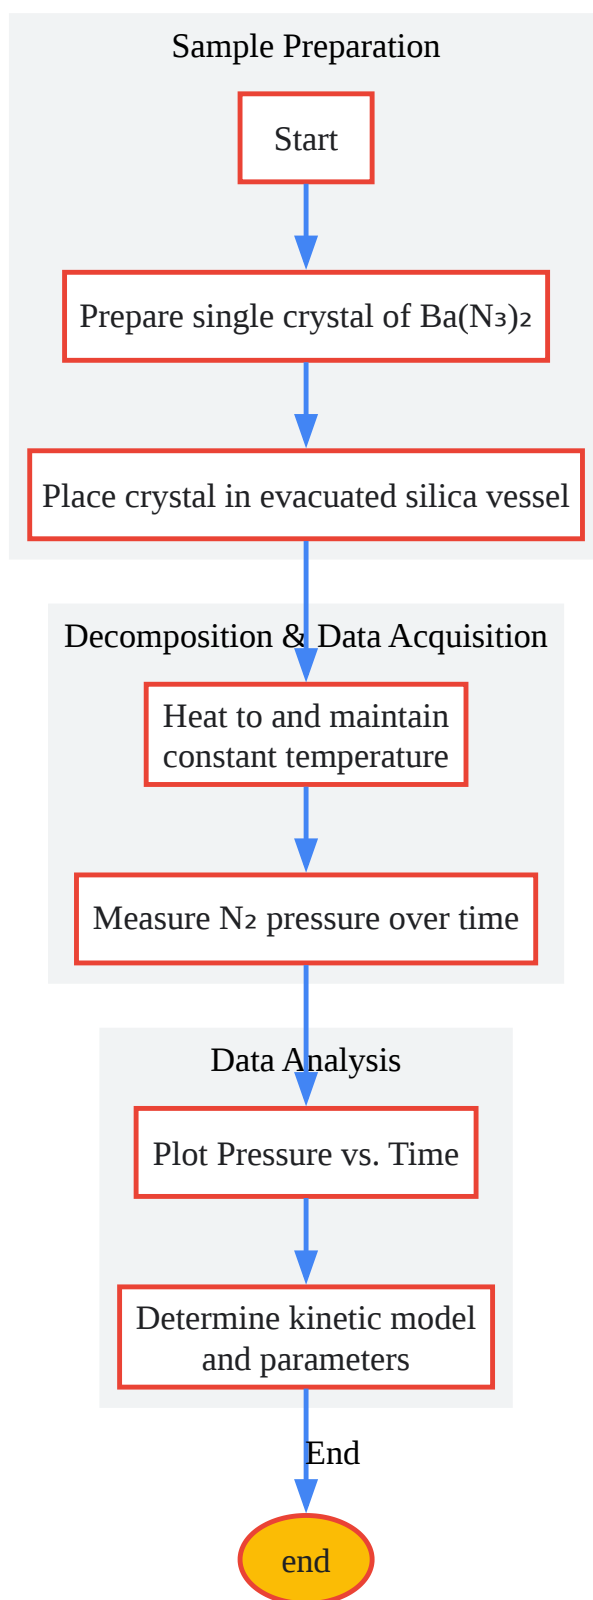 Sample Preparation
Start
Prepare single crystal of Ba(N₃)₂
Place crystal in evacuated silica vessel
Decomposition & Data Acquisition
Heat to and maintain
constant temperature
Measure N₂ pressure over time
Data Analysis
Plot Pressure vs. Time
Determine kinetic model
and parameters
End
end